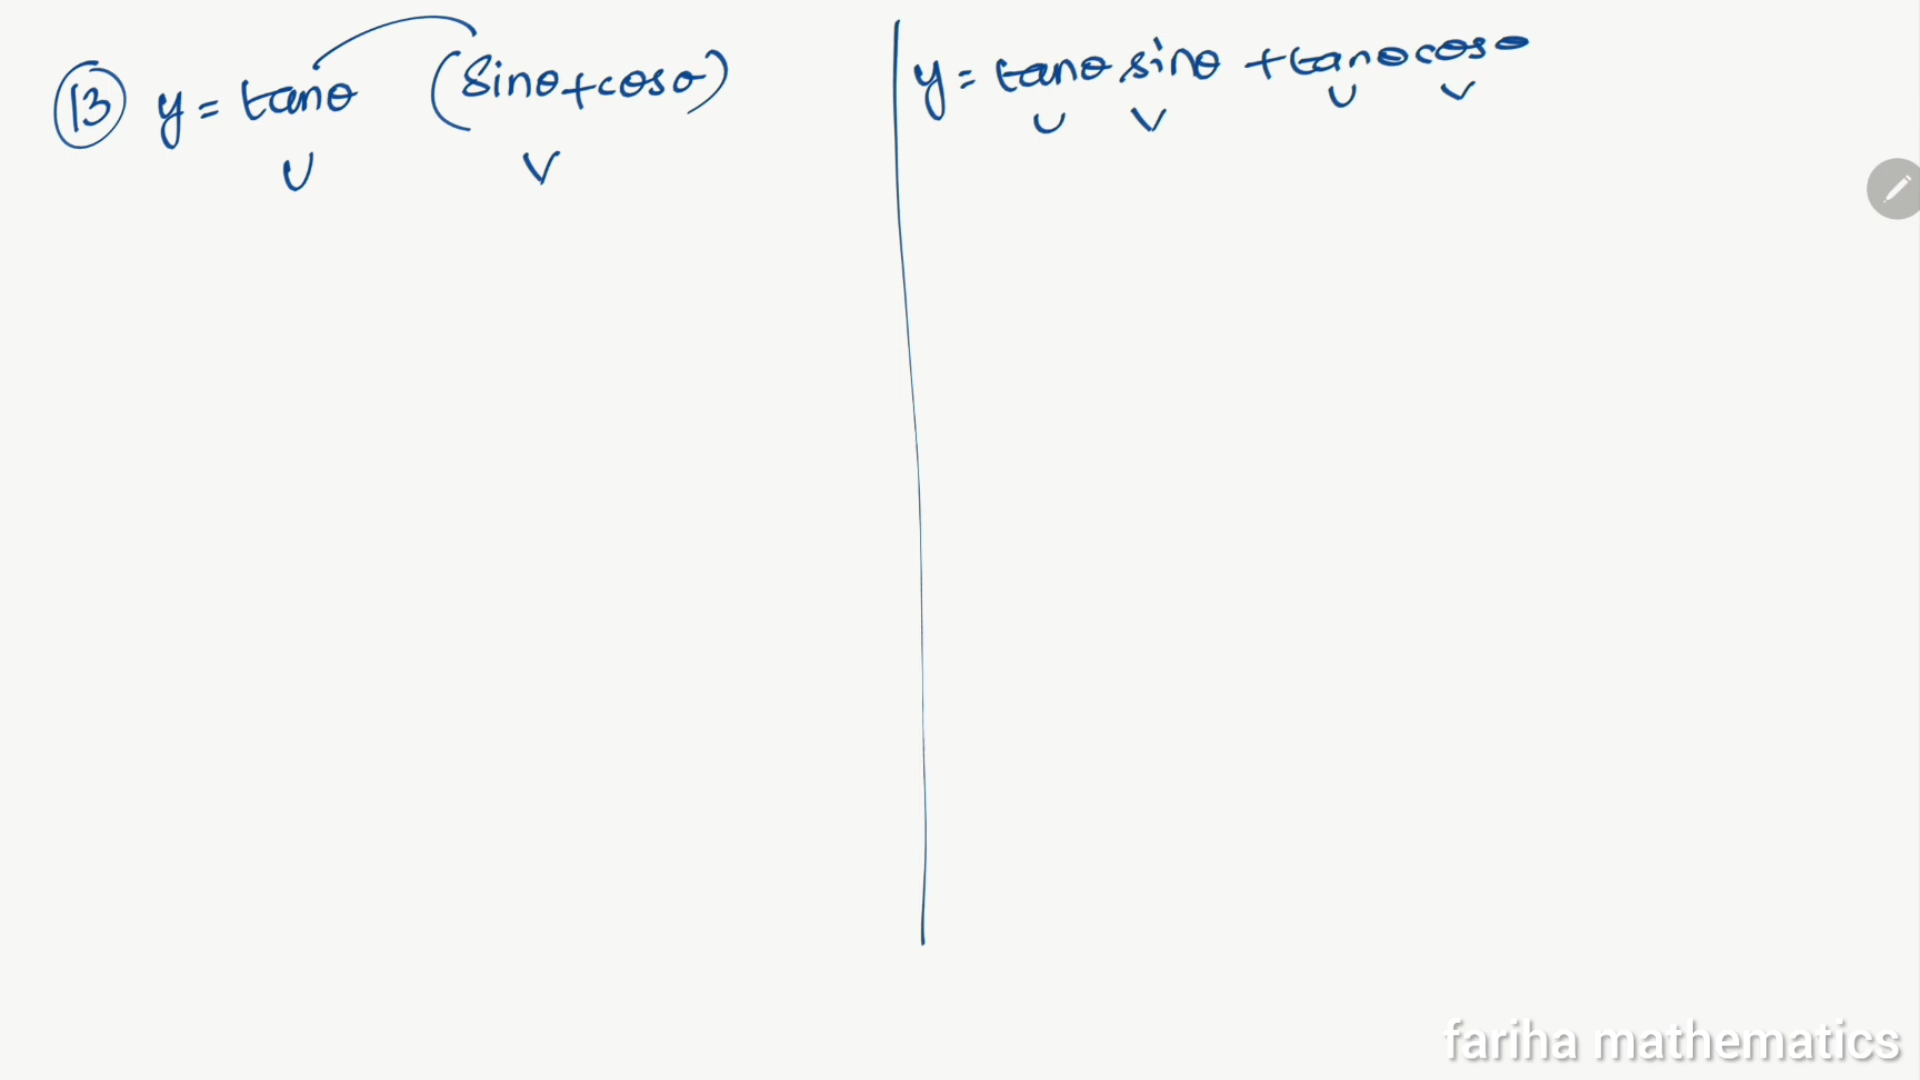 13 y = tanθ (sinθ+cosθ)
U V
y = tanθ sinθ + tanθ cosθ
U V U V
fariha mathematics